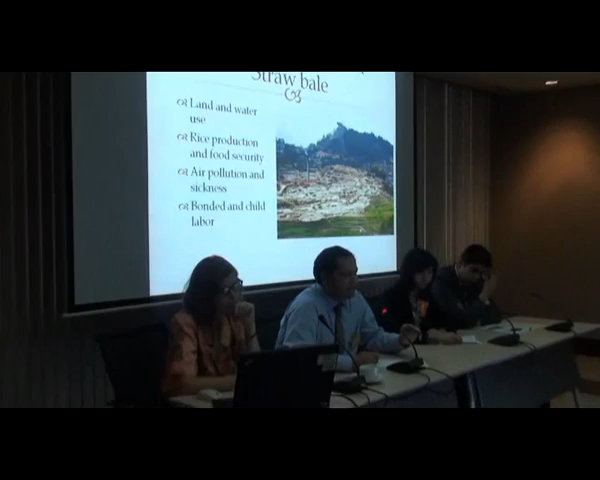 Straw bale
Land and water
use
Rice production
and food security
Air pollution and
sickness
Bonded and child
labor